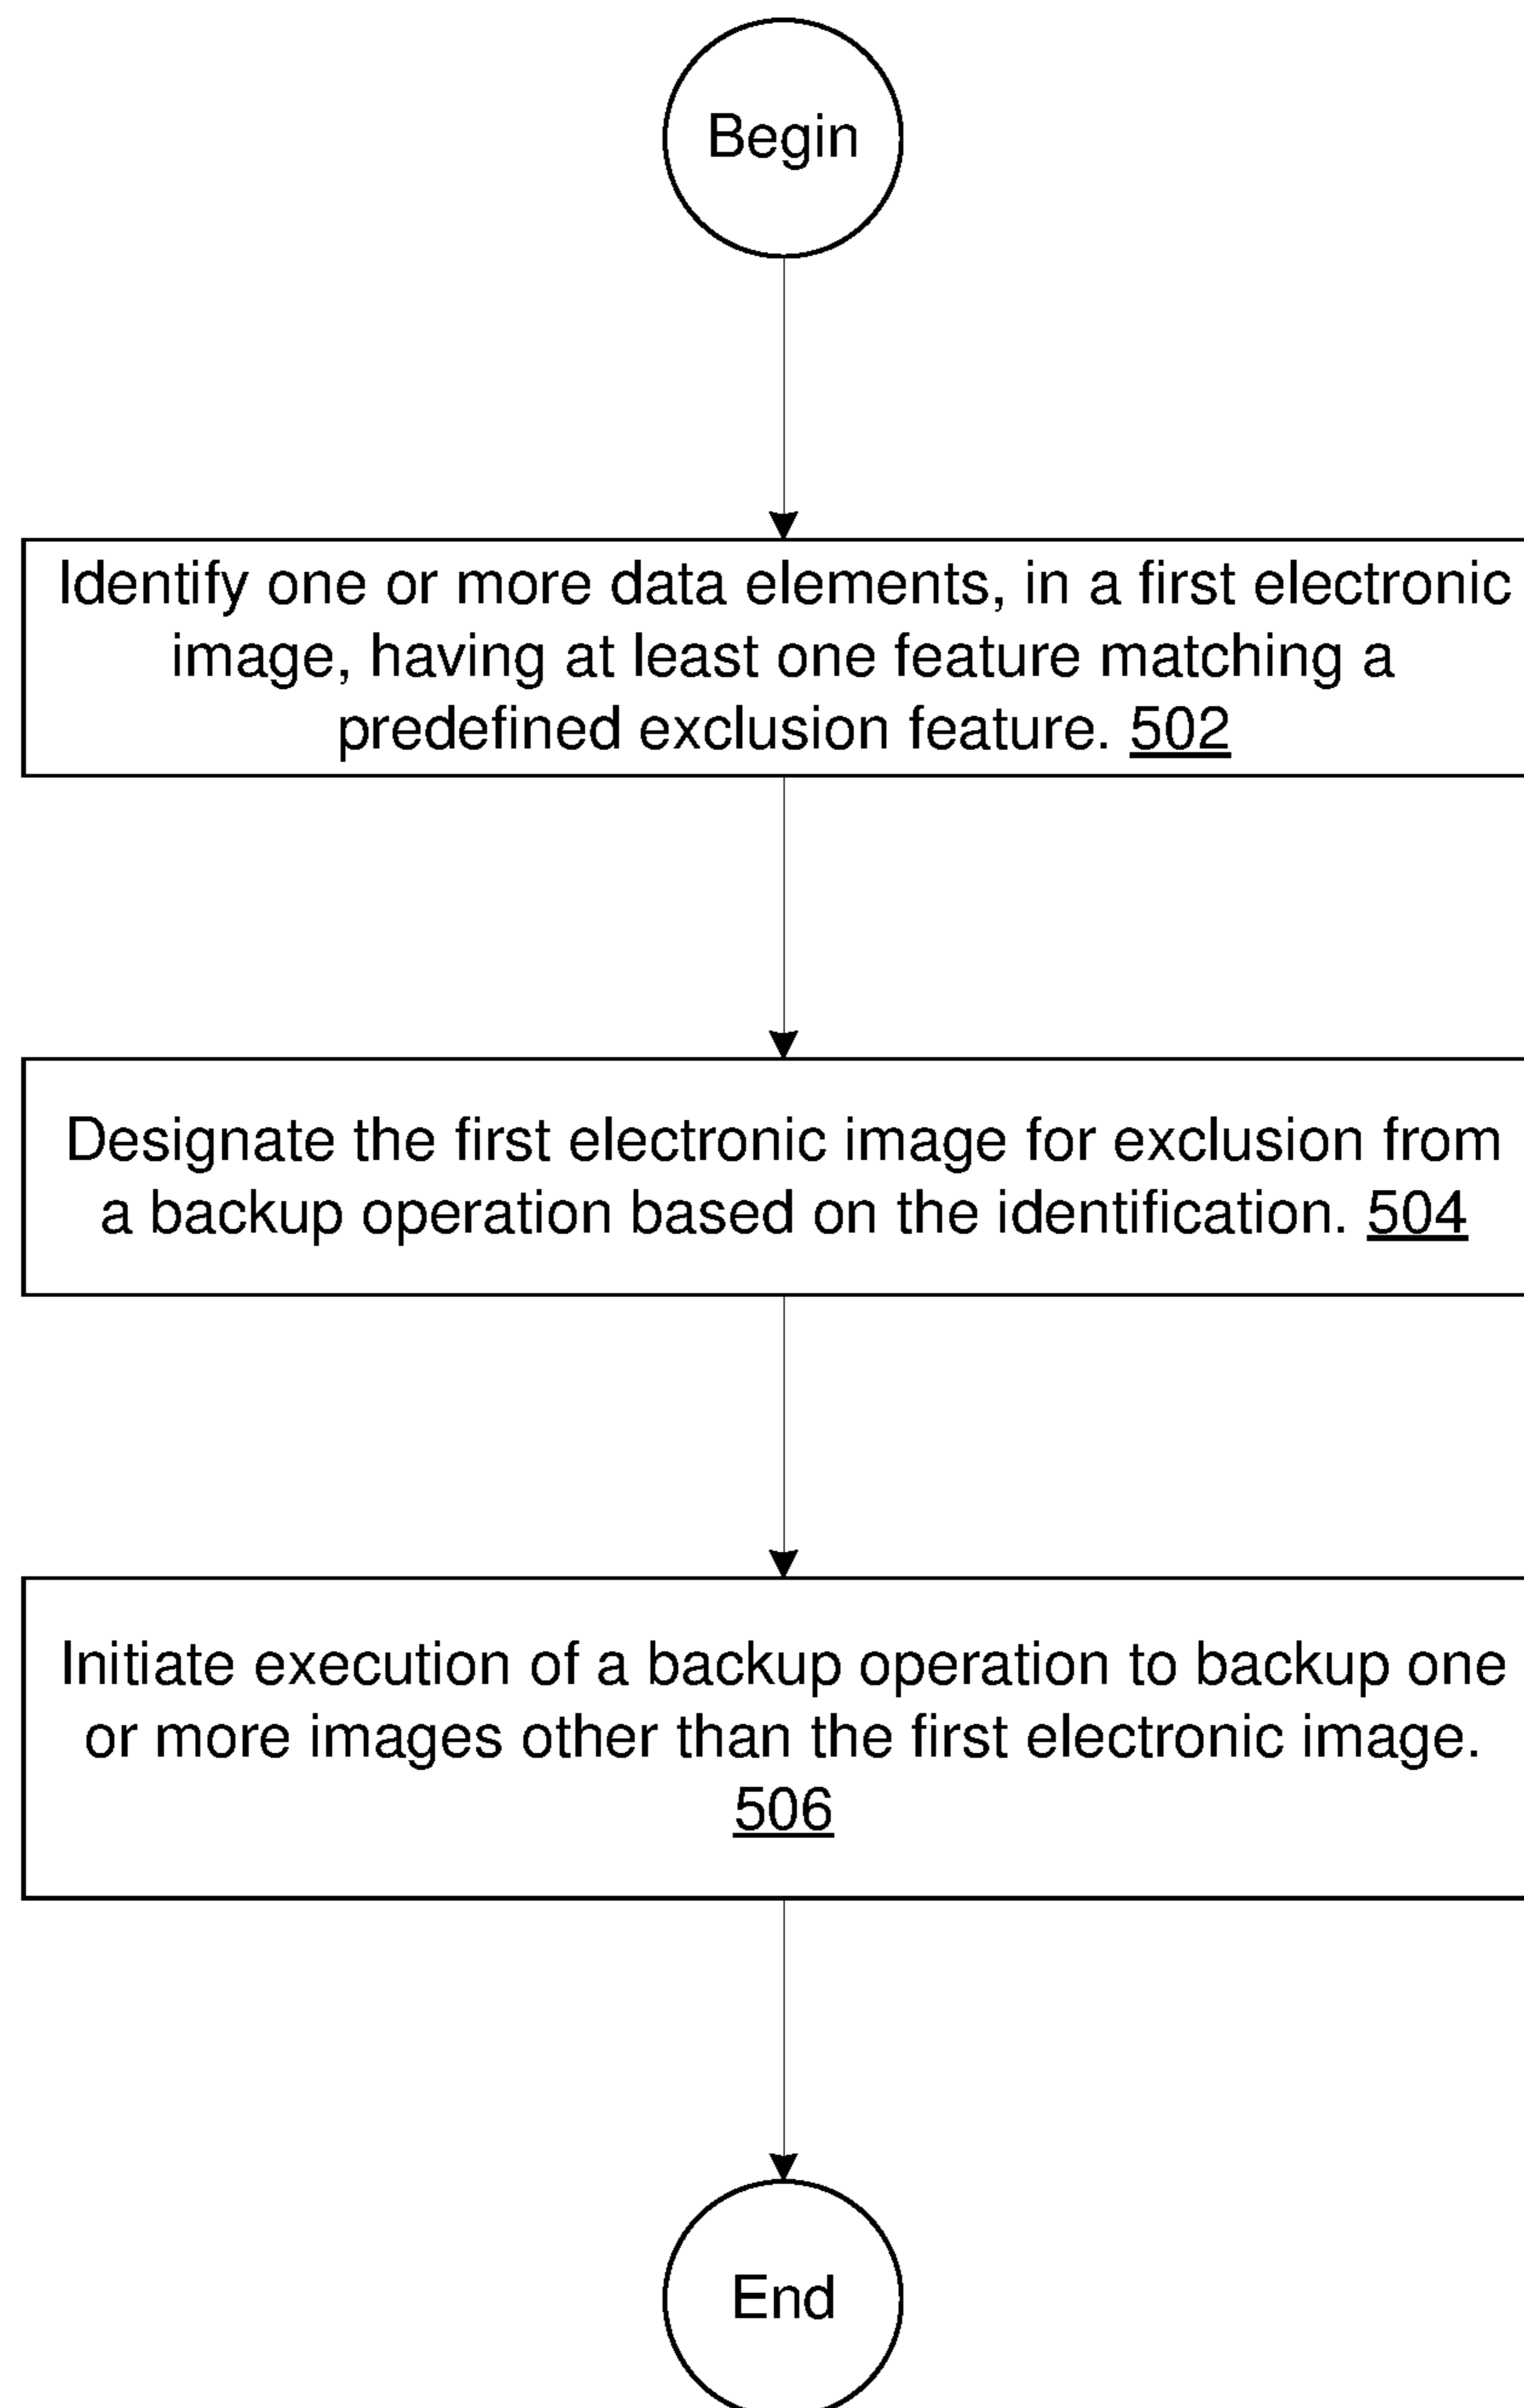 Begin
Identify one or more data elements, in a first electronic
image, having at least one feature matching a
predefined exclusion feature. 502
Designate the first electronic image for exclusion from
a backup operation based on the identification. 504
Initiate execution of a backup operation to backup one
or more images other than the first electronic image.
506
End